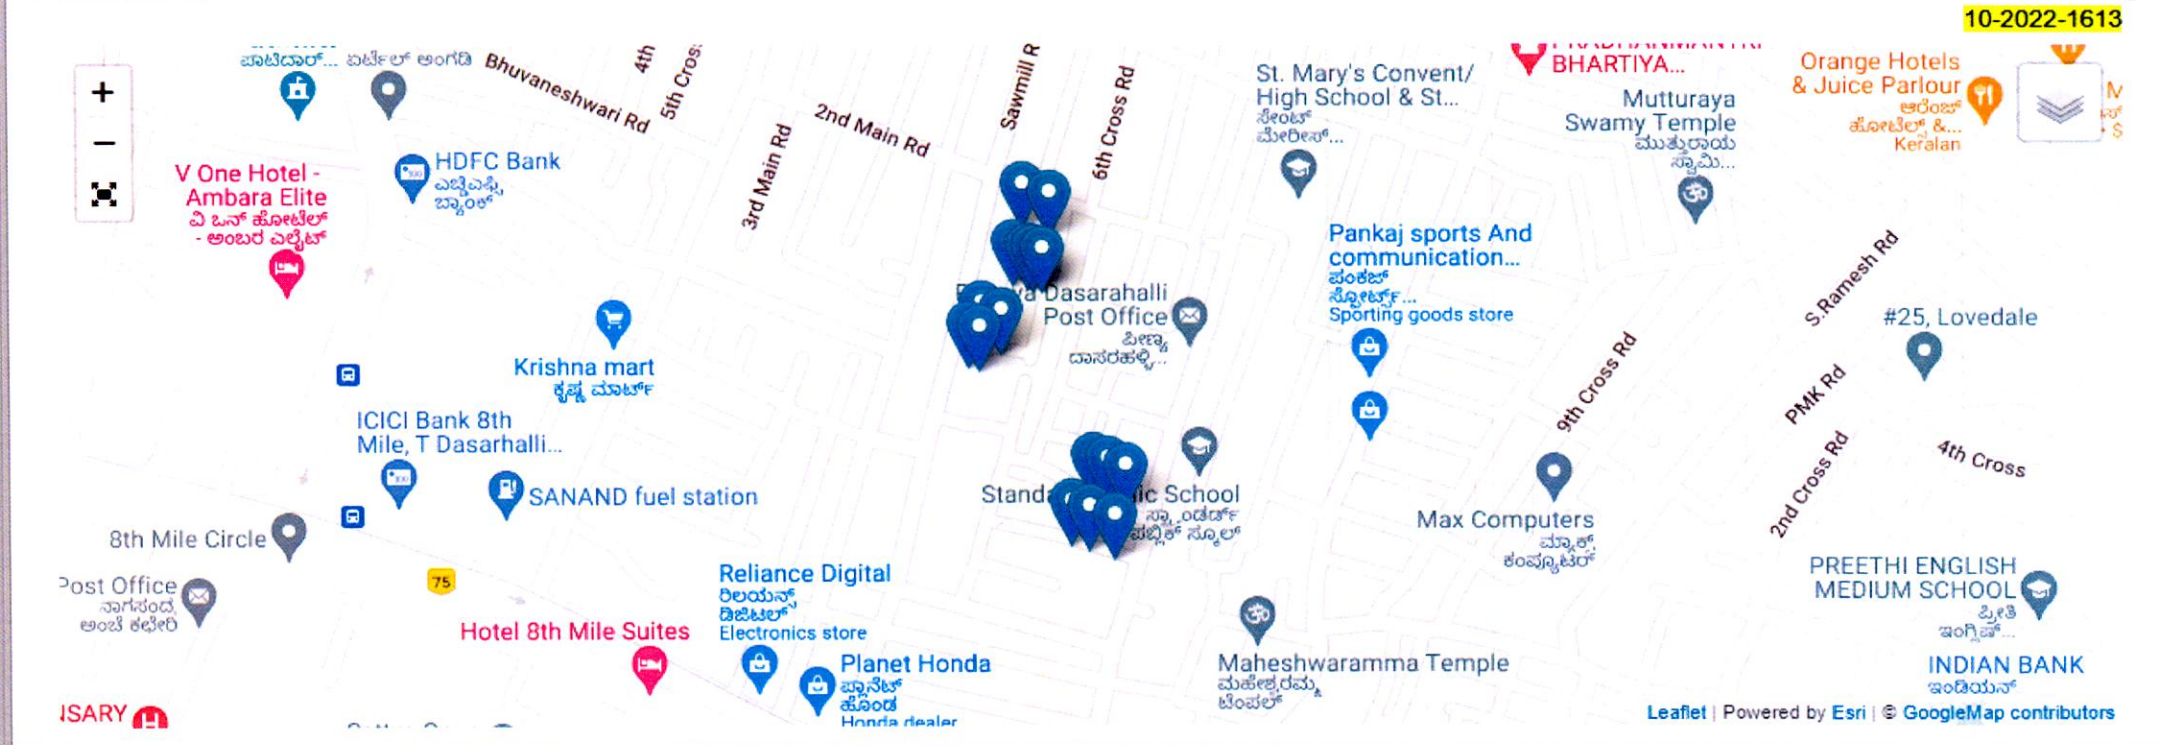 10-2022-1613
ಏರ್ಟೆಲ್ ಅಂಗಡಿ
Bhuvaneshwari Rd
4th
5th Cross
3rd Main Rd
2nd Main Rd
Sawmill R
6th Cross Rd
HDFC Bank
ಎಚ್ಡಿಎಫ್ಸಿ
ಬ್ಯಾಂಕ್
V One Hotel -
Ambara Elite
ವಿ ಒನ್ ಹೋಟೆಲ್
- ಅಂಬರ ಎಲೈಟ್
St. Mary's Convent/
High School & St...
ಸೇಂಟ್
ಮೇರೀಸ್...
BHARTIYA...
Mutturaya
Swamy Temple
ಮುತ್ತುರಾಯ
ಸ್ವಾಮಿ...
Orange Hotels
& Juice Parlour
ಆರೆಂಜ್
ಹೋಟೆಲ್ಸ್ &...
Keralan
Pankaj sports And
communication...
ಪಂಕಜ್
ಸ್ಪೋರ್ಟ್ಸ್...
Sporting goods store
Dasarahalli
Post Office
ಪೀಣ್ಯ
ದಾಸರಹಳ್ಳಿ...
S.Ramesh Rd
#25, Lovedale
Krishna mart
ಕೃಷ್ಣ ಮಾರ್ಟ್
9th Cross Rd
PMK Rd
2nd Cross Rd
4th Cross
ICICI Bank 8th
Mile, T Dasarhalli...
SANAND fuel station
8th Mile Circle
Post Office
ನಾಗಸಂದ್ರ
ಅಂಚೆ ಕಛೇರಿ
75
Standa ic School
ಸ್ಟ್ಯಾಂಡರ್ಡ್
ಪಬ್ಲಿಕ್ ಸ್ಕೂಲ್
Max Computers
ಮ್ಯಾಕ್ಸ್
ಕಂಪ್ಯೂಟರ್
PREETHI ENGLISH
MEDIUM SCHOOL
ಪ್ರೀತಿ
ಇಂಗ್ಲಿಷ್...
Reliance Digital
ರಿಲಯನ್ಸ್
ಡಿಜಿಟಲ್
Electronics store
Hotel 8th Mile Suites
Planet Honda
ಪ್ಲಾನೆಟ್
ಹೊಂಡ
Honda dealer
Maheshwaramma Temple
ಮಹೇಶ್ವರಮ್ಮ
ಟೆಂಪಲ್
INDIAN BANK
ಇಂಡಿಯನ್
Leaflet | Powered by Esri | © GoogleMap contributors